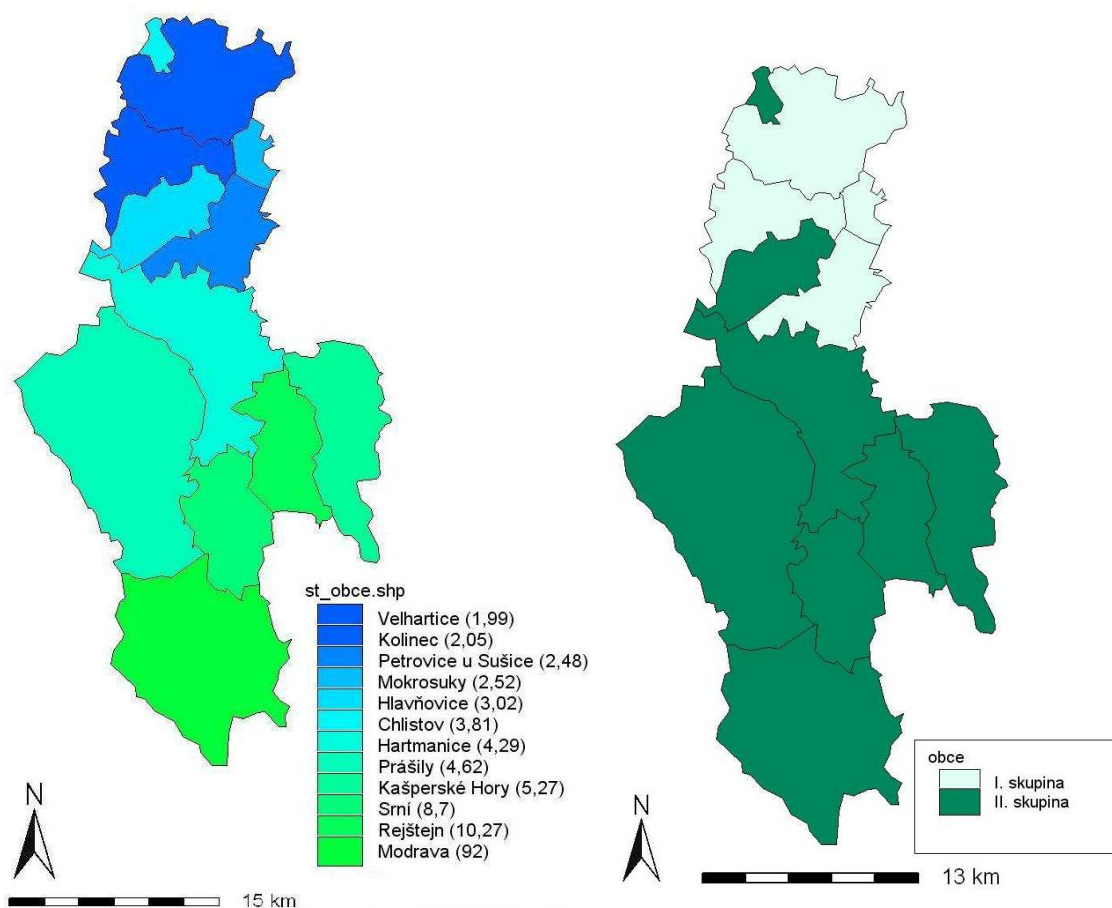 st_obce.shp
Velhartice (1,99)
Kolinec (2,05)
Petrovice u Sušice (2,48)
Mokrosuky (2,52)
Hlavňovice (3,02)
Chlistov (3,81)
Hartmanice (4,29)
Prášily (4,62)
Kašperské Hory (5,27)
Srní (8,7)
Rejštejn (10,27)
Modrava (92)
N
15 km
obce
I. skupina
II. skupina
N
13 km